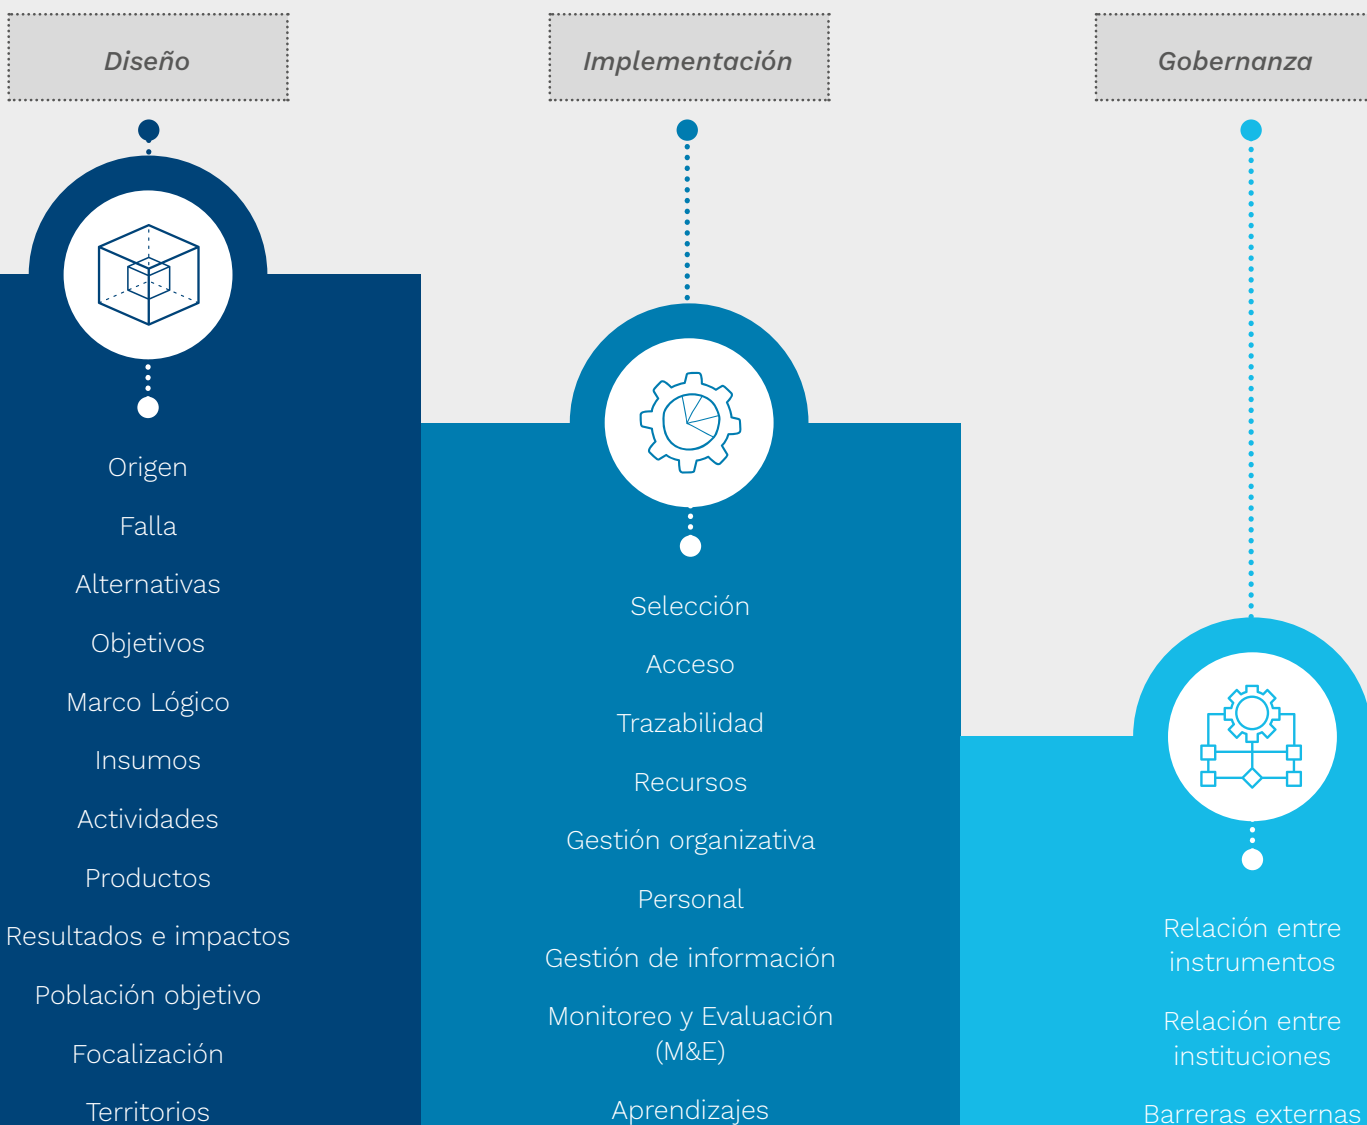 Diseño
Origen
Falla
Alternativas
Objetivos
Marco Lógico
Insumos
Actividades
Productos
Resultados e impactos
Población objetivo
Focalización
Territorios
Implementación
Selección
Acceso
Trazabilidad
Recursos
Gestión organizativa
Personal
Gestión de información
Monitoreo y Evaluación
(M&E)
Aprendizajes
Gobernanza
Relación entre
instrumentos
Relación entre
instituciones
Barreras externas